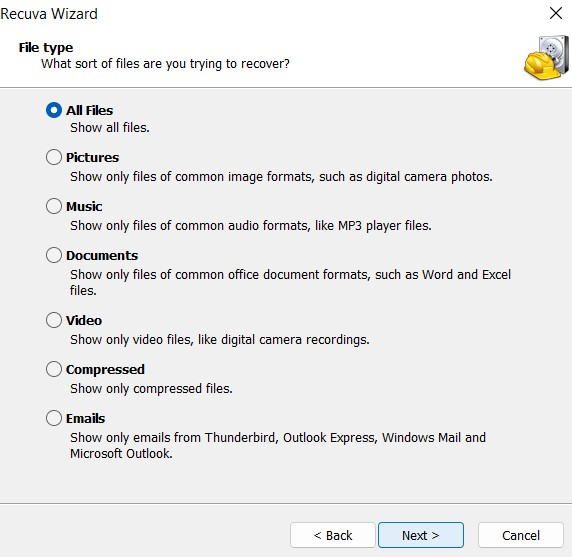 Recuva Wizard
File type
What sort of files are you trying to recover?
All Files
Show all files.
Pictures
Show only files of common image formats, such as digital camera photos.
Music
Show only files of common audio formats, like MP3 player files.
Documents
Show only files of common office document formats, such as Word and Excel
files.
Video
Show only video files, like digital camera recordings.
Compressed
Show only compressed files.
Emails
Show only emails from Thunderbird, Outlook Express, Windows Mail and
Microsoft Outlook.
< Back Next > Cancel